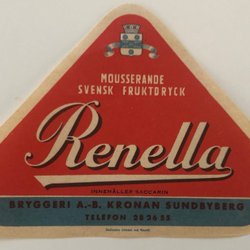 MOUSSERANDE
SVENSK FRUKTDRYCK
Renella
INNEHÅLLER SACCARIN
BRYGGERI A.-B. KRONAN SUNDBYBERG
TELEFON 28 26 55